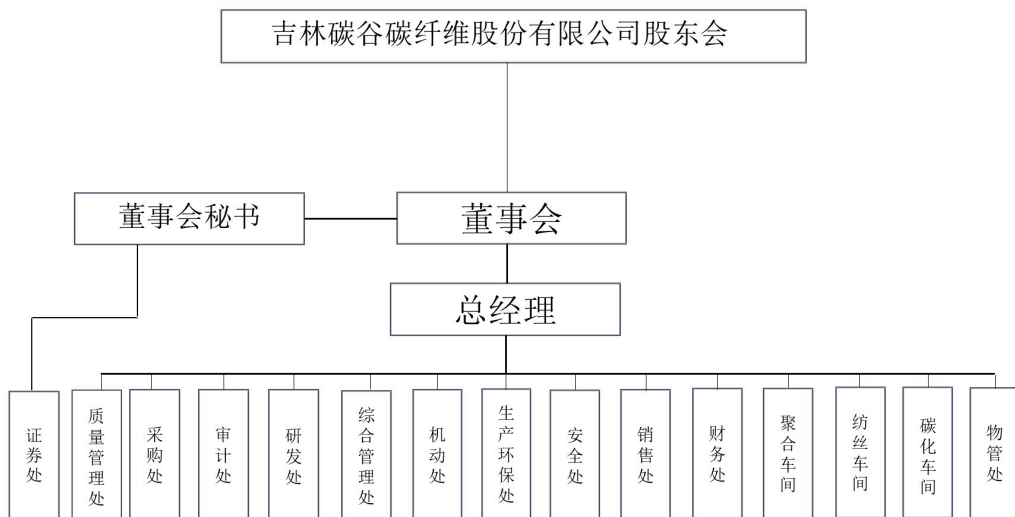 吉林碳谷碳纤维股份有限公司股东会
董事会秘书
董事会
总经理
证券处
质量管理处
采购处
审计处
研发处
综合管理处
机动处
生产环保处
安全处
销售处
财务处
聚合车间
纺丝车间
碳化车间
物管处